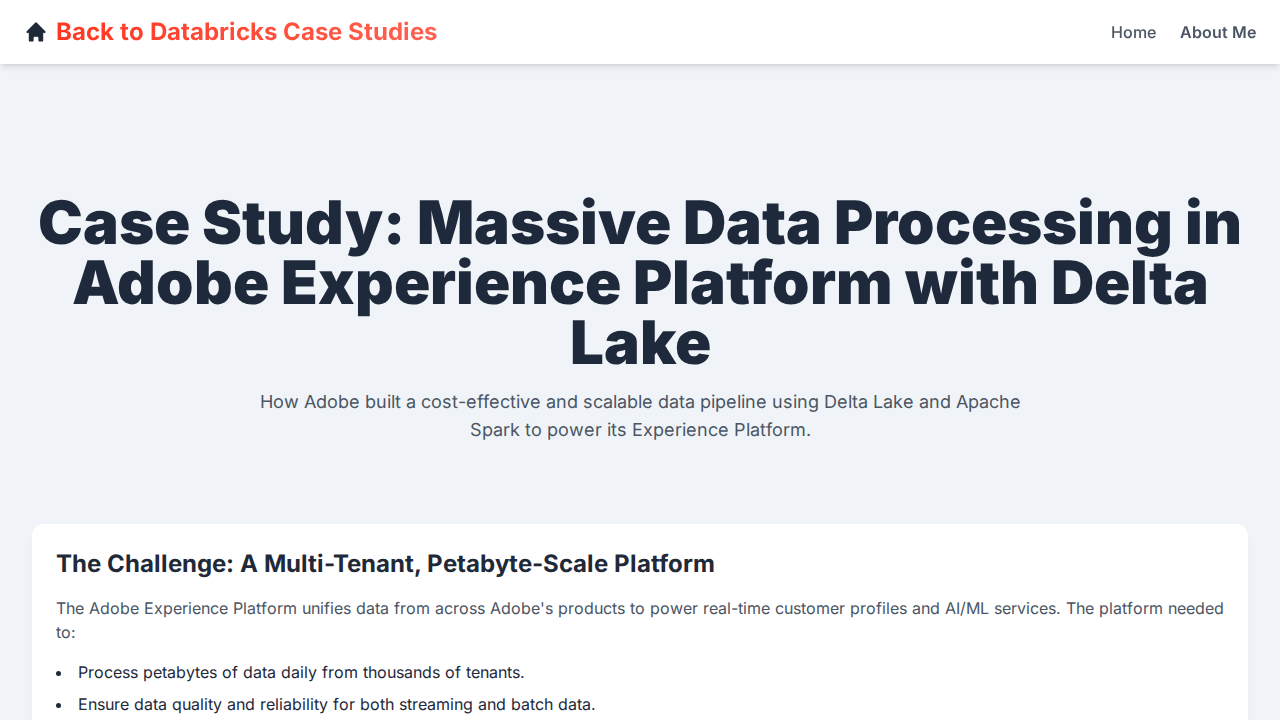 Back to Databricks Case Studies
Home
About Me
Case Study: Massive Data Processing in
Adobe Experience Platform with Delta
Lake
How Adobe built a cost-effective and scalable data pipeline using Delta Lake and Apache
Spark to power its Experience Platform.
The Challenge: A Multi-Tenant, Petabyte-Scale Platform
The Adobe Experience Platform unifies data from across Adobe's products to power real-time customer profiles and AI/ML services. The platform needed
to:
• Process petabytes of data daily from thousands of tenants.
• Ensure data quality and reliability for both streaming and batch data.